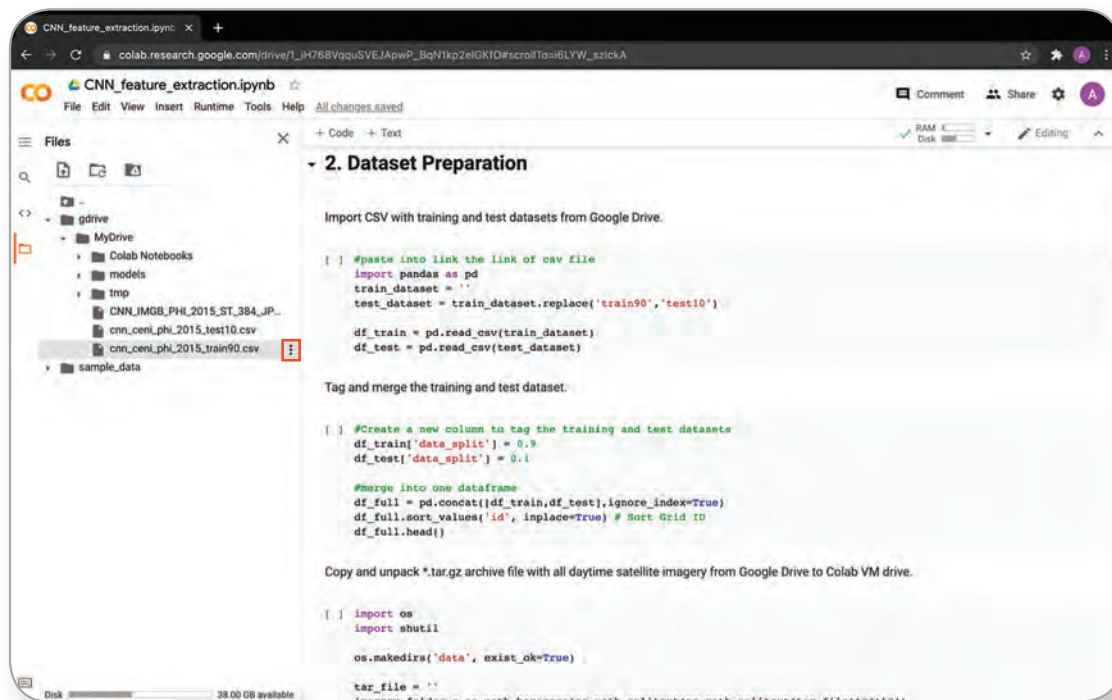 CNN_feature_extraction.ipynb
colab.research.google.com/drive/
A
CNN_feature_extraction.ipynb
File Edit View Insert Runtime Tools Help All changes saved
Comment Share A
Files
+ Code + Text
RAM
Disk
Editing
..
gdrive
MyDrive
Colab Notebooks
models
tmp
CNN_IMGB_PHI_2015_ST_384_JP...
cnn_ceni_phi_2015_test10.csv
cnn_ceni_phi_2015_train90.csv
sample_data
Disk 38.00 GB available
2. Dataset Preparation
Import CSV with training and test datasets from Google Drive.
[ ] #paste into link the link of csv file
import pandas as pd
train_dataset = ''
test_dataset = train_dataset.replace('train90','test10')
df_train = pd.read_csv(train_dataset)
df_test = pd.read_csv(test_dataset)
Tag and merge the training and test dataset.
[ ] #Create a new column to tag the training and test datasets
df_train['data_split'] = 0.9
df_test['data_split'] = 0.1
#merge into one dataframe
df_full = pd.concat([df_train,df_test],ignore_index=True)
df_full.sort_values('id', inplace=True) # Sort Grid ID
df_full.head()
Copy and unpack *.tar.gz archive file with all daytime satellite imagery from Google Drive to Colab VM drive.
[ ] import os
import shutil
os.makedirs('data', exist_ok=True)
tar_file = ''